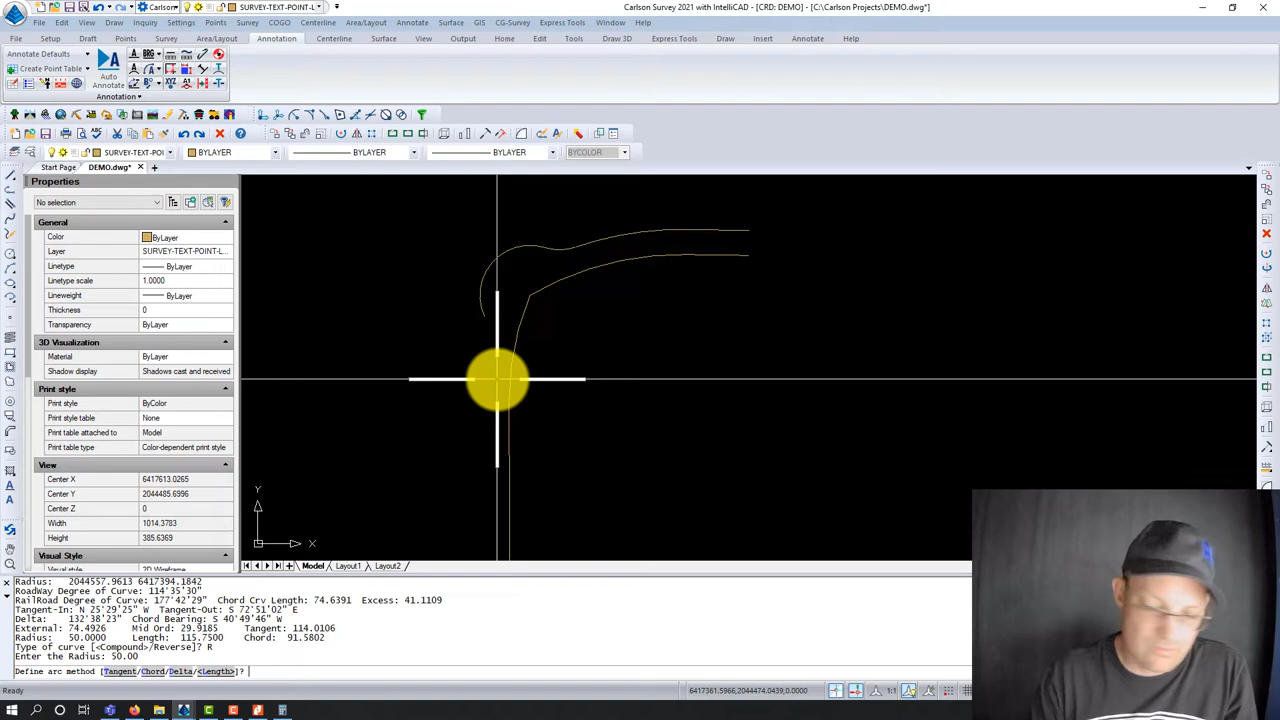 Carlson... SURVEY-TEXT-POINT-L... Carlson Survey 2021 with IntelliCAD [CRD: DEMO] - [C:\Carlson Projects\DEMO.dwg*]
File Edit View Draw Inquiry Settings Points Survey COGO Centerline Area/Layout Annotate Surface GIS CG-Survey Express Tools Window Help
File Setup Draft Points Survey Area/Layout Annotation Centerline Surface View Output Home Edit Tools Draw 3D Express Tools Draw Insert Annotate
Annotate Defaults
Create Point Table
Auto
Annotate
BRG
XYZ
Annotation
SURVEY-TEXT-POI BYLAYER BYLAYER BYLAYER BYCOLOR
Start Page DEMO.dwg*
Properties
No selection
General
Color ByLayer
Layer SURVEY-TEXT-POINT-L...
Linetype ByLayer
Linetype scale 1.0000
Lineweight ByLayer
Thickness 0
Transparency ByLayer
3D Visualization
Material ByLayer
Shadow display Shadows cast and received
Print style
Print style ByColor
Print style table None
Print table attached to Model
Print table type Color-dependent print style
View
Center X 6417613.0265
Center Y 2044485.6996
Center Z 0
Width 1014.3783
Height 385.6369
Visual Style
Visual style 2D Wireframe
Y
X
Model Layout1 Layout2
Radius: 2044557.9613 6417394.1842
RoadWay Degree of Curve: 114°35'30"
RailRoad Degree of Curve: 177°42'29" Chord Crv Length: 74.6391 Excess: 41.1109
Tangent-In: N 25°29'25" W Tangent-Out: S 72°51'02" E
Delta: 132°38'23" Chord Bearing: S 40°49'46" W
External: 74.4926 Mid Ord: 29.9185 Tangent: 114.0106
Radius: 50.0000 Length: 115.7500 Chord: 91.5802
Type of curve [<Compound>/Reverse]? R
Enter the Radius: 50.00
Define arc method [Tangent/Chord/Delta/<Length>]?
Ready 6417361.5966,2044474.0439,0.0000 1:1